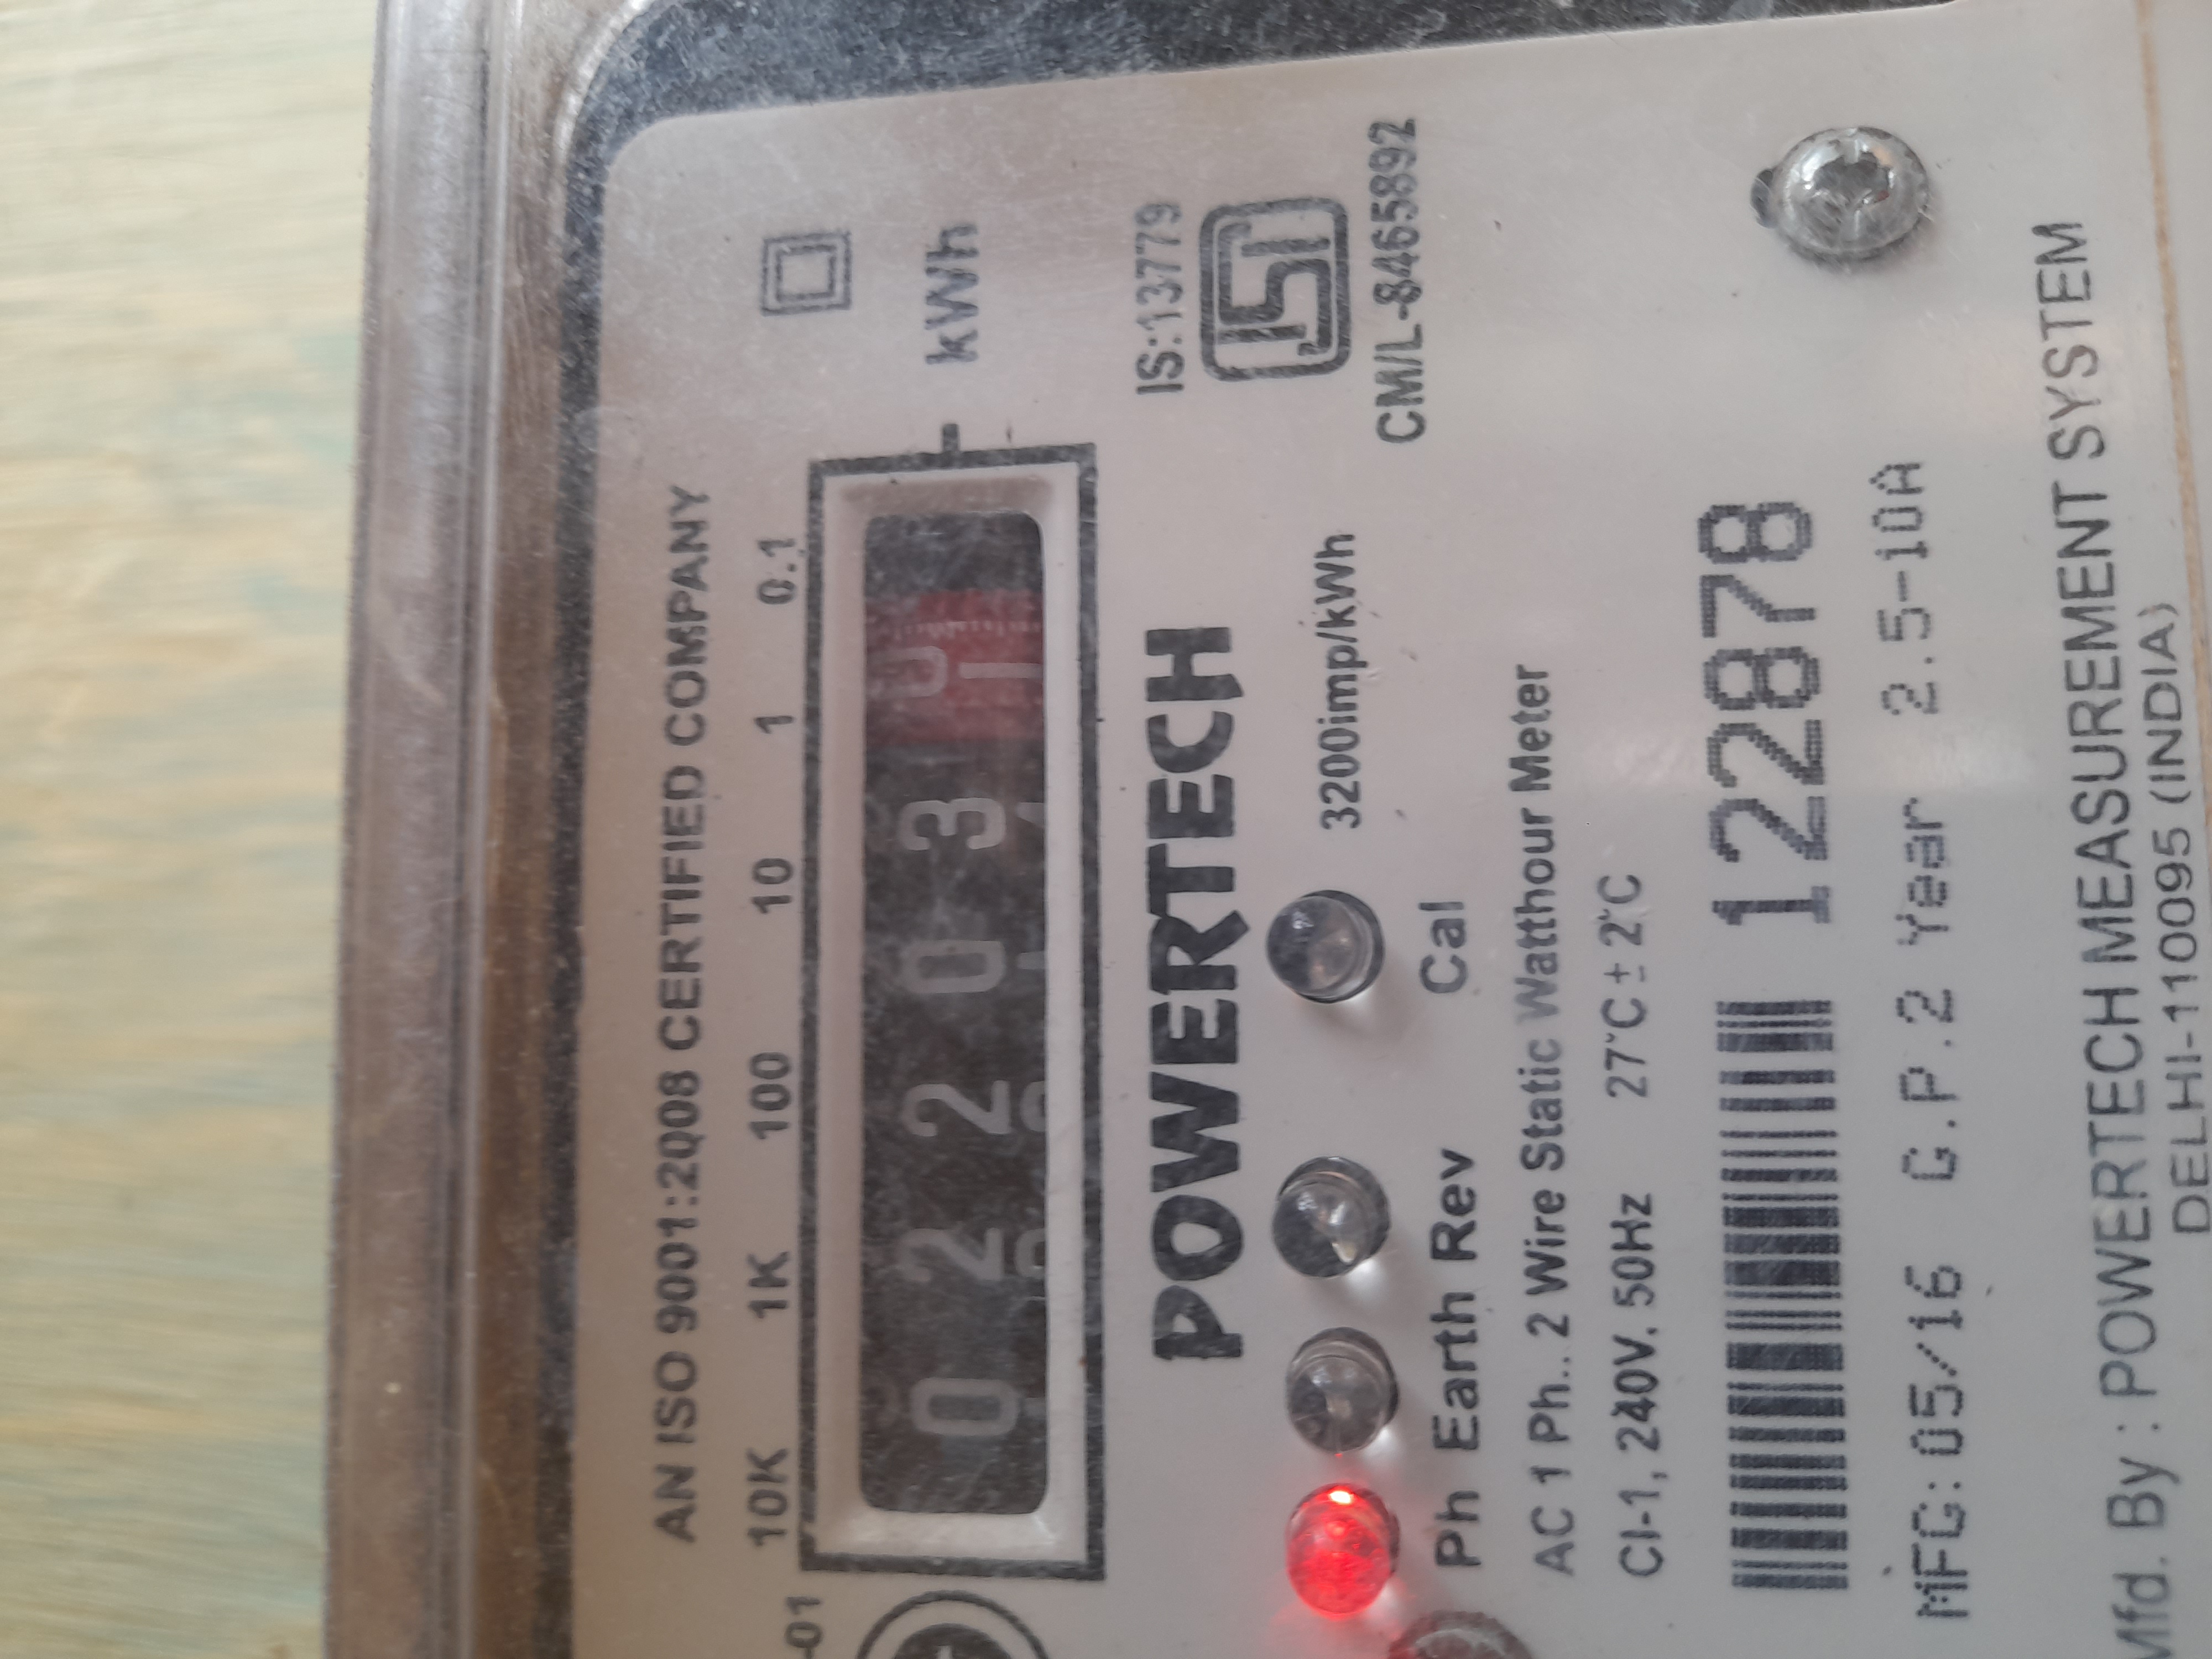 AN ISO 9001:2008 CERTIFIED COMPANY
10K 1K 100 10 1 0.1
-01
0 2 2 0 3
kWh
POWERTECH
IS:13779
ISI
CM/L-8465892
3200imp/kWh
Ph Earth Rev Cal
AC 1 Ph.. 2 Wire Static Watthour Meter
Cl-1, 240V. 50Hz 27°C ± 2°C
122878
MFG:05/16 G.P.2 Year 2.5-10A
Mfd. By : POWERTECH MEASUREMENT SYSTEM
DELHI-110095 (INDIA)